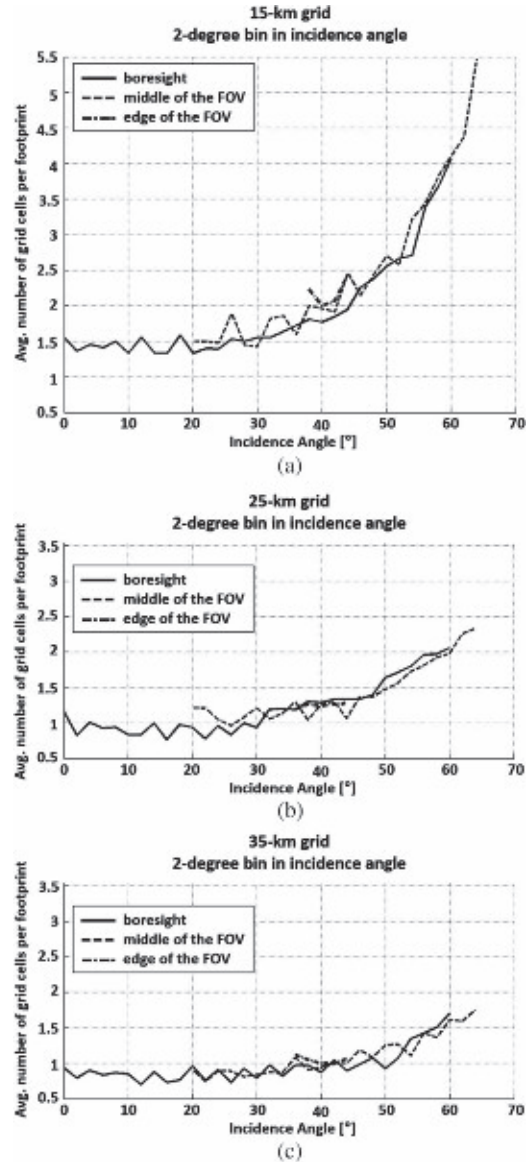 15-km grid
2-degree bin in incidence angle
5.5
5
4.5
4
3.5
3
2.5
2
1.5
1
0.5
Avg. number of grid cells per footprint
boresight
middle of the FOV
edge of the FOV
0 10 20 30 40 50 60 70
Incidence Angle [°]
(a)
25-km grid
2-degree bin in incidence angle
3.5
3
2.5
2
1.5
1
0.5
Avg. number of grid cells per footprint
boresight
middle of the FOV
edge of the FOV
0 10 20 30 40 50 60 70
Incidence Angle [°]
(b)
35-km grid
2-degree bin in incidence angle
3.5
3
2.5
2
1.5
1
0.5
Avg. number of grid cells per footprint
boresight
middle of the FOV
edge of the FOV
0 10 20 30 40 50 60 70
Incidence Angle [°]
(c)